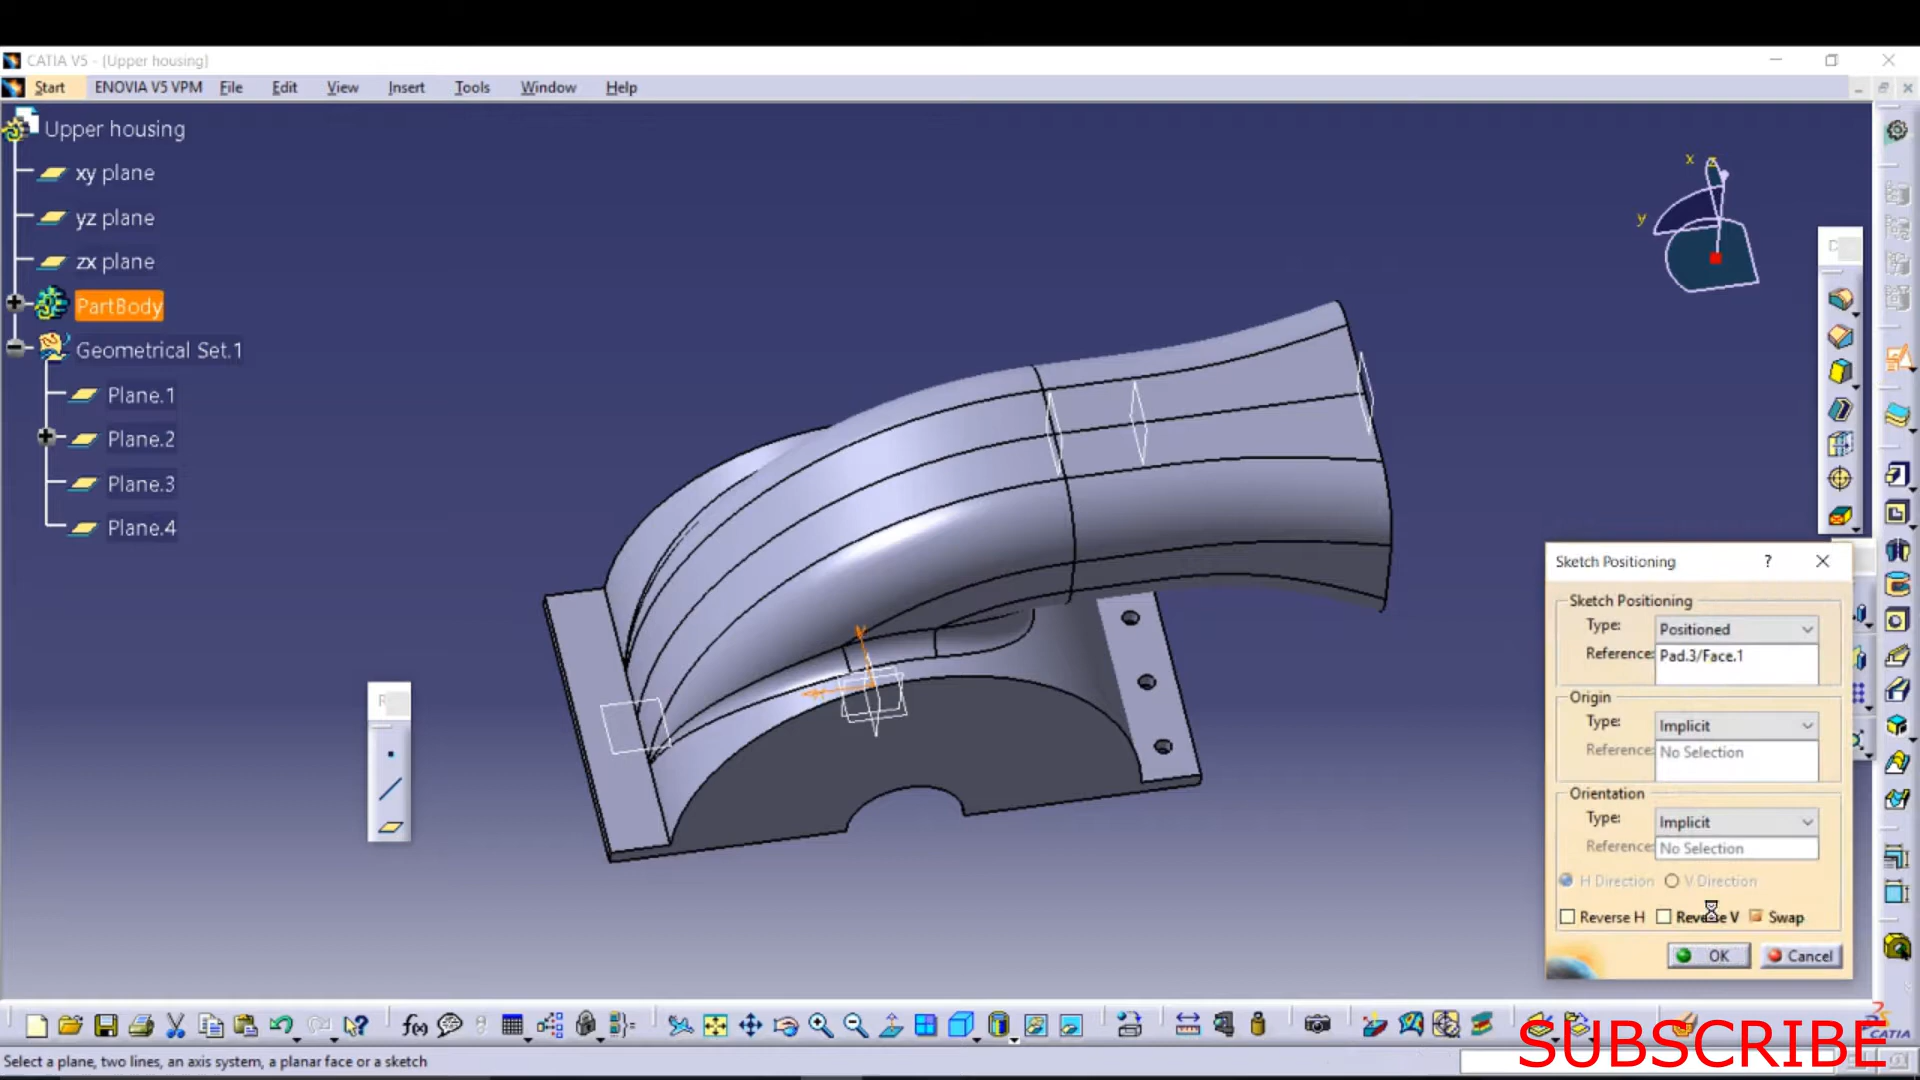 CATIA V5 - [Upper housing]
Start ENOVIA V5 VPM File Edit View Insert Tools Window Help
Upper housing
xy plane
yz plane
zx plane
PartBody
Geometrical Set.1
Plane.1
Plane.2
Plane.3
Plane.4
x z
y
D
R
Sketch Positioning ?
Sketch Positioning
Type: Positioned
Reference: Pad.3/Face.1
Origin
Type: Implicit
Reference: No Selection
Orientation
Type: Implicit
Reference: No Selection
H Direction V Direction
Reverse H Reverse V Swap
OK Cancel
f(x)
CATIA
SUBSCRIBE
Select a plane, two lines, an axis system, a planar face or a sketch